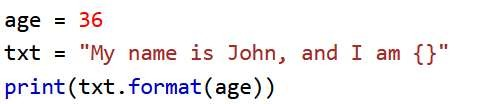 age = 36
txt = "My name is John, and I am {}"
print(txt.format(age))